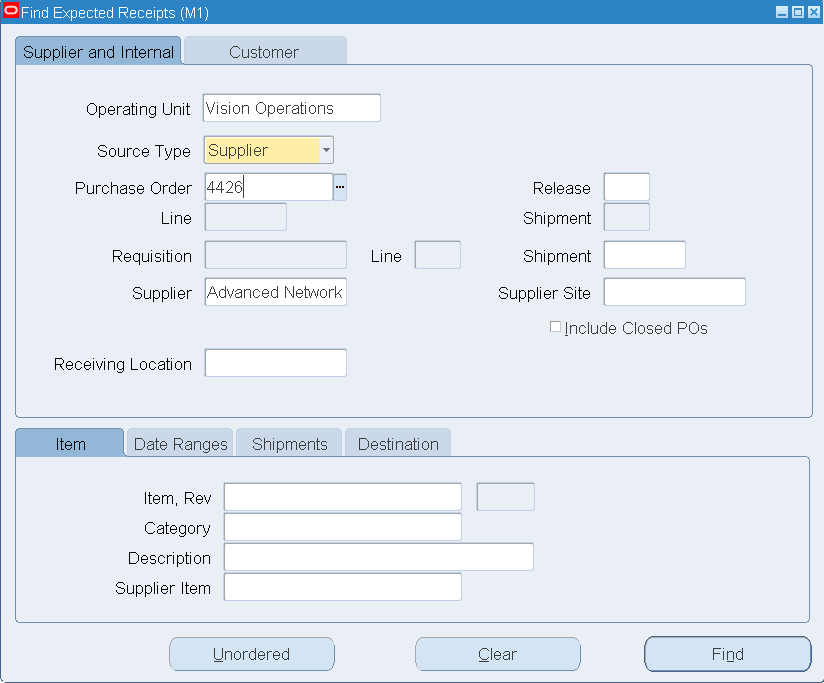 Find Expected Receipts (M1)
Supplier and Internal Customer
Operating Unit Vision Operations
Source Type Supplier
Purchase Order 4426 ... Release
Line Shipment
Requisition Line Shipment
Supplier Advanced Network Supplier Site
Include Closed POs
Receiving Location
Item Date Ranges Shipments Destination
Item, Rev
Category
Description
Supplier Item
Unordered Clear Find